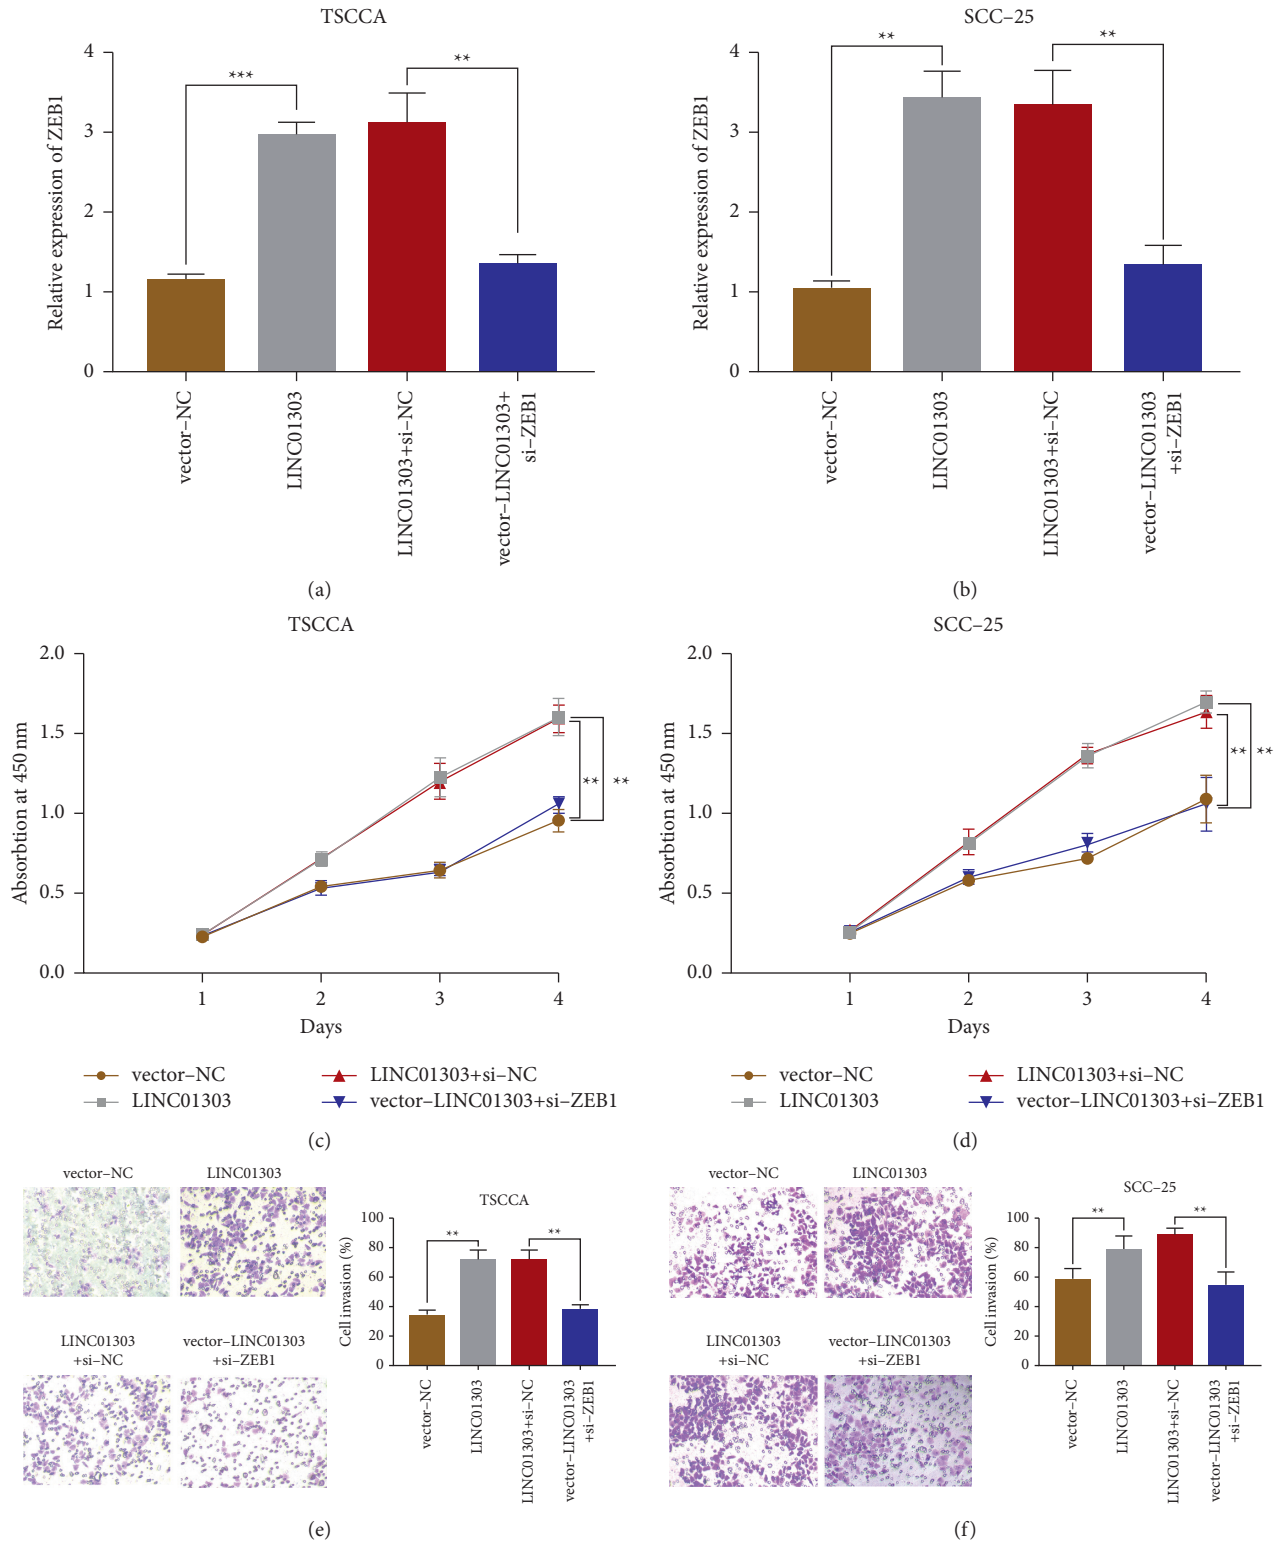 TSCCA
Relative expression of ZEB1
4
3
2
1
0
***
**
vector–NC
LINC01303
LINC01303+si–NC
vector–LINC01303+
si–ZEB1
(a)
SCC–25
Relative expression of ZEB1
4
3
2
1
0
**
**
vector–NC
LINC01303
LINC01303+si–NC
vector–LINC01303
+si–ZEB1
(b)
TSCCA
Absorbtion at 450 nm
2.0
1.5
1.0
0.5
0.0
**
**
1 2 3 4
Days
vector–NC
LINC01303
LINC01303+si–NC
vector–LINC01303+si–ZEB1
(c)
SCC–25
Absorbtion at 450 nm
2.0
1.5
1.0
0.5
0.0
**
**
1 2 3 4
Days
vector–NC
LINC01303
LINC01303+si–NC
vector–LINC01303+si–ZEB1
(d)
vector–NC
LINC01303
LINC01303
+si–NC
vector–LINC01303
+si–ZEB1
TSCCA
Cell invasion (%)
100
80
60
40
20
0
**
**
vector–NC
LINC01303
LINC01303+si–NC
vector–LINC01303
+si–ZEB1
(e)
vector–NC
LINC01303
LINC01303
+si–NC
vector–LINC01303
+si–ZEB1
SCC–25
Cell invasion (%)
100
80
60
40
20
0
**
**
vector–NC
LINC01303
LINC01303+si–NC
vector–LINC01303
+si–ZEB1
(f)